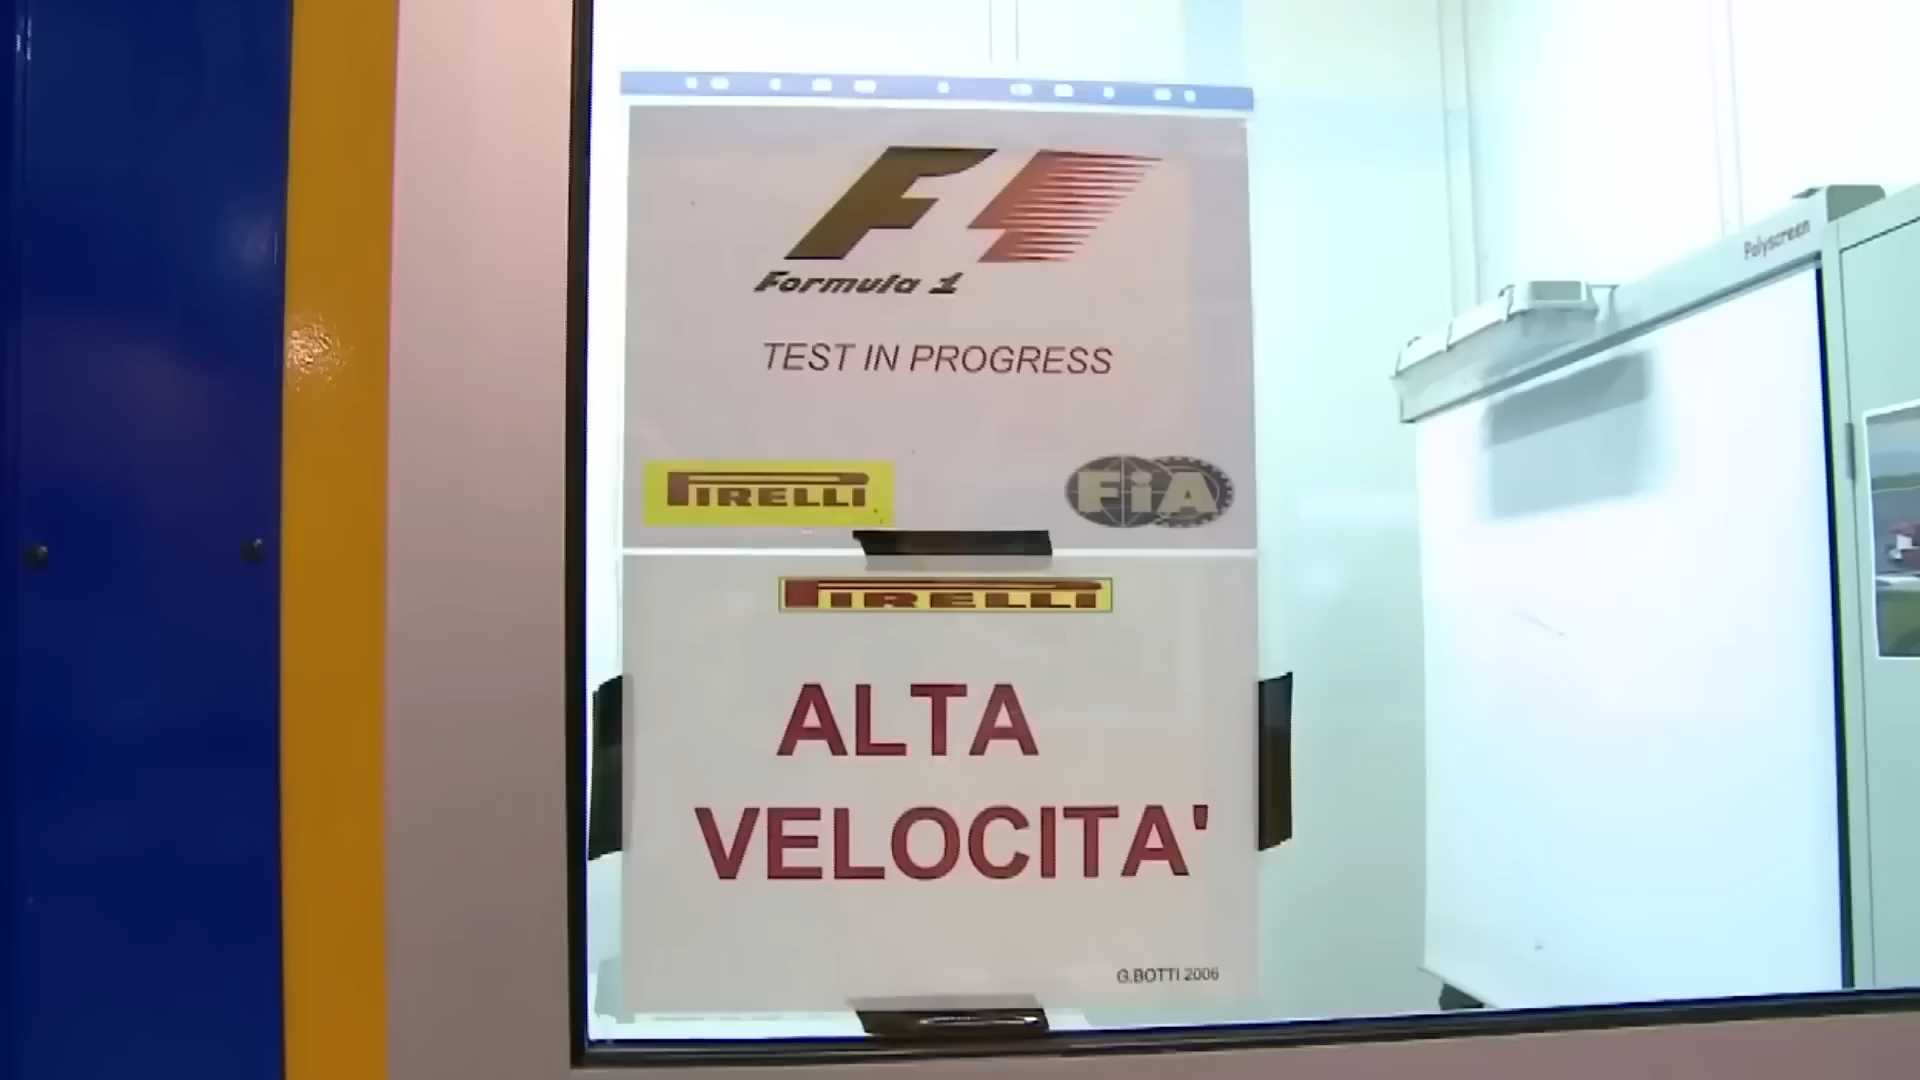 F1
Formula 1
TEST IN PROGRESS
PIRELLI
FiA
PIRELLI
ALTA
VELOCITA'
G.BOTTI 2006
Polyscreen